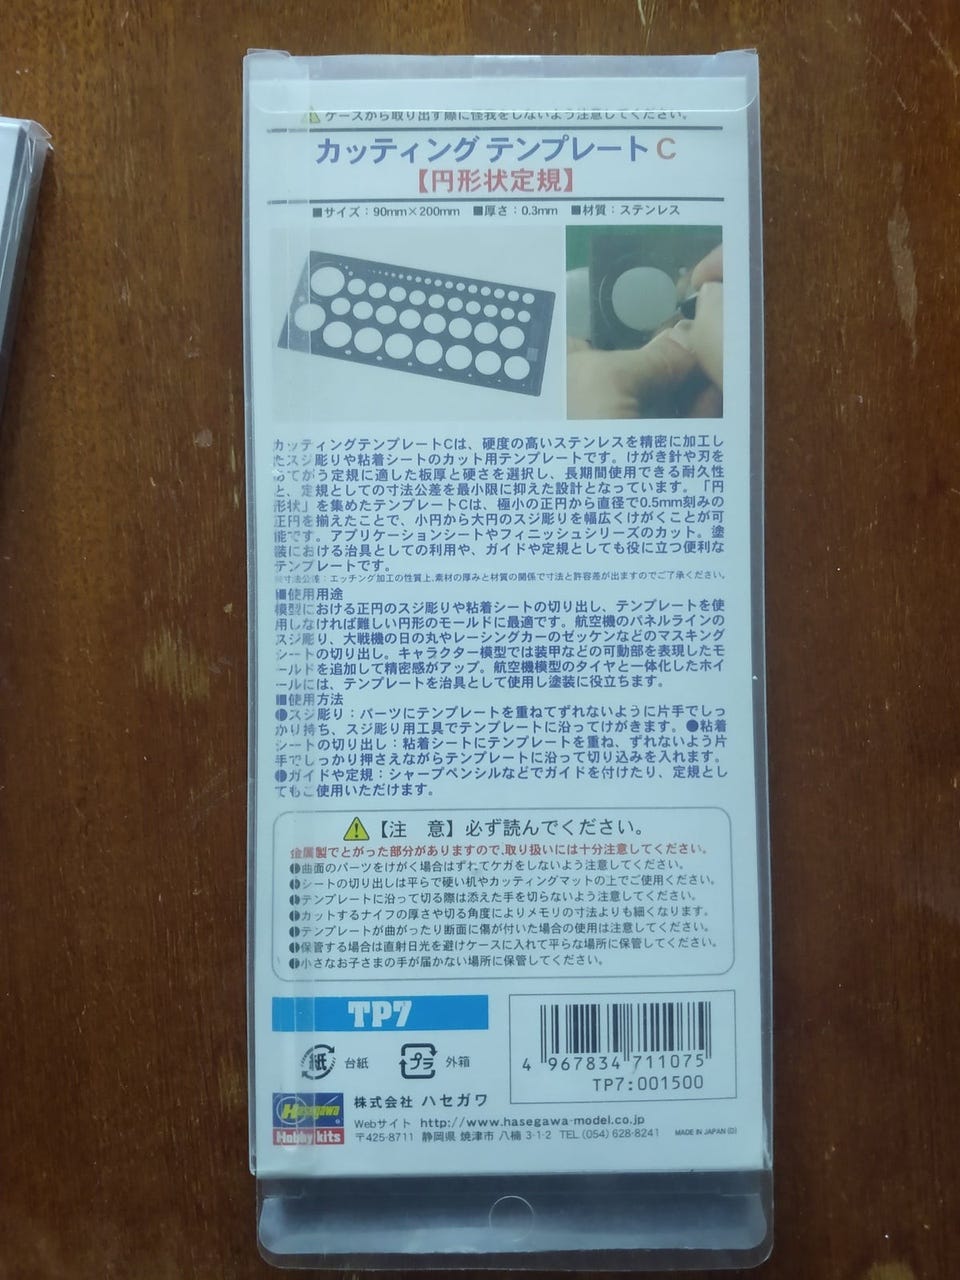 ケースから取り出す際に怪我をしないよう注意してください。
カッティング テンプレート C
【円形状定規】
■サイズ：90mm×200mm ■厚さ：0.3mm ■材質：ステンレス
カッティングテンプレートCは、硬度の高いステンレスを精密に加工し
たスジ彫りや粘着シートのカット用テンプレートです。けがき針や刃を
あてがう定規に適した板厚と硬さを選択し、長期間使用できる耐久性
と、定規としての寸法公差を最小限に抑えた設計となっています。「円
形状」を集めたテンプレートCは、極小の正円から直径で0.5mm刻みの
正円を揃えたことで、小円から大円のスジ彫りを幅広くけがくことが可
能です。アプリケーションシートやフィニッシュシリーズのカット。塗
装における治具としての利用や、ガイドや定規としても役に立つ便利な
テンプレートです。
※寸法公差：エッチング加工の性質上、素材の厚みと材質の関係で寸法と許容差が出ますのでご了承ください。
■使用用途
模型における正円のスジ彫りや粘着シートの切り出し、テンプレートを使
用しなければ難しい円形のモールドに最適です。航空機のパネルラインの
スジ彫り、大戦機の日の丸やレーシングカーのゼッケンなどのマスキング
シートの切り出し。キャラクター模型では装甲などの可動部を表現したモ
ールドを追加して精密感がアップ。航空機模型のタイヤと一体化したホイ
ールには、テンプレートを治具として使用し塗装に役立ちます。
■使用方法
●スジ彫り：パーツにテンプレートを重ねてずれないように片手でしっ
かり持ち、スジ彫り用工具でテンプレートに沿ってけがきます。●粘着
シートの切り出し：粘着シートにテンプレートを重ね、ずれないよう片
手でしっかり押さえながらテンプレートに沿って切り込みを入れます。
●ガイドや定規：シャープペンシルなどでガイドを付けたり、定規とし
てもご使用いただけます。
【注　意】必ず読んでください。
金属製でとがった部分がありますので、取り扱いには十分注意してください。
●曲面のパーツをけがく場合はずれてケガをしないよう注意してください。
●シートの切り出しは平らで硬い机やカッティングマットの上でご使用ください。
●テンプレートに沿って切る際は添えた手を切らないよう注意してください。
●カットするナイフの厚さや切る角度によりメモリの寸法よりも細くなります。
●テンプレートが曲がったり断面に傷が付いた場合の使用は注意してください。
●保管する場合は直射日光を避けケースに入れて平らな場所に保管してください。
●小さなお子さまの手が届かない場所に保管してください。
TP7
紙 台紙 プラ 外箱
4 967834 711075
TP7:001500
Hasegawa
Hobby kits
株式会社 ハセガワ
Webサイト http://www.hasegawa-model.co.jp
〒425-8711 静岡県 焼津市 八楠 3-1-2 TEL (054) 628-8241 MADE IN JAPAN (D)